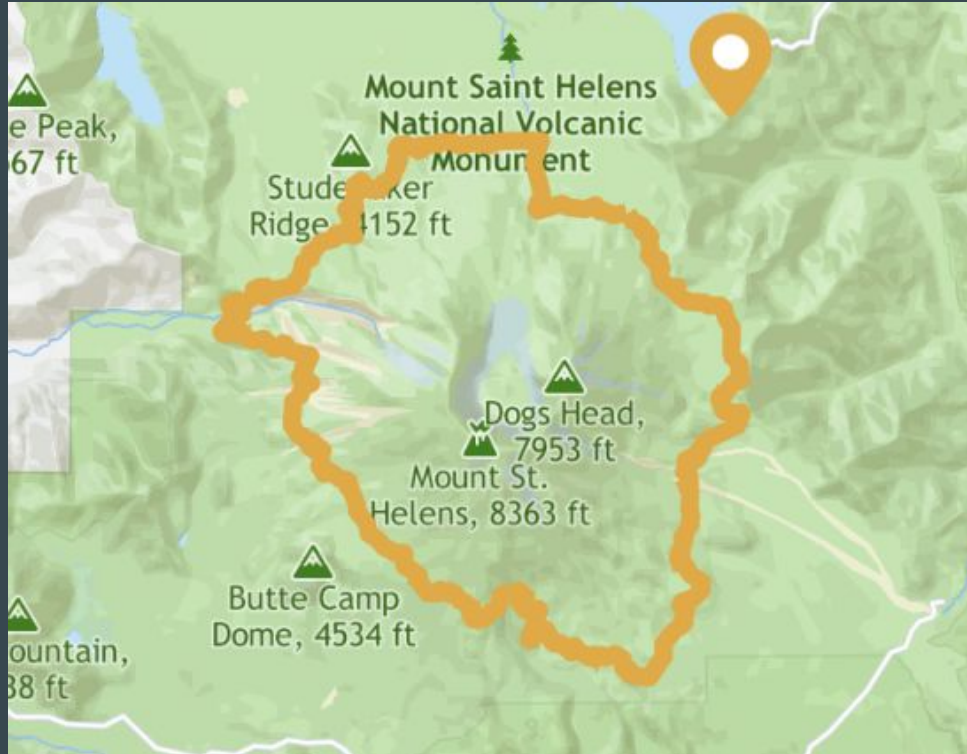 Mount Saint Helens
National Volcanic
Monument
e Peak,
67 ft
Ridge, 4152 ft
Dogs Head,
7953 ft
Mount St.
Helens, 8363 ft
Butte Camp
Dome, 4534 ft
ountain,
38 ft